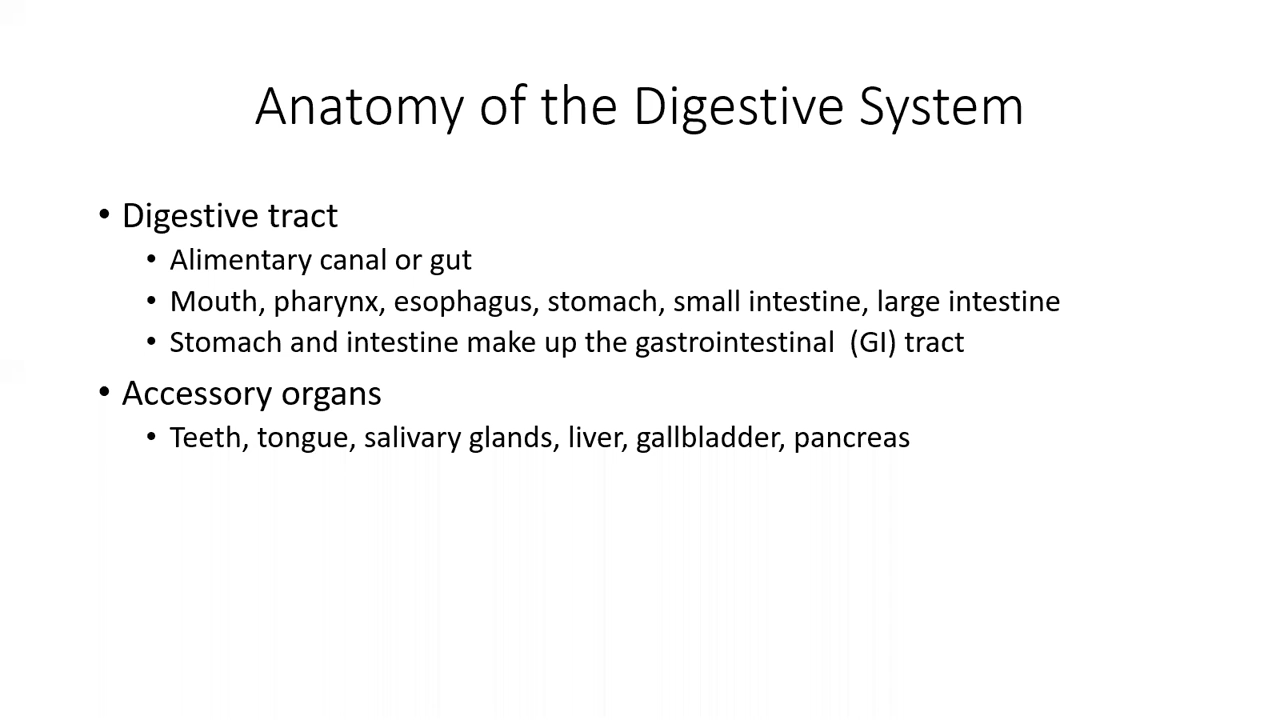 Anatomy of the Digestive System
• Digestive tract
• Alimentary canal or gut
• Mouth, pharynx, esophagus, stomach, small intestine, large intestine
• Stomach and intestine make up the gastrointestinal  (GI) tract
• Accessory organs
• Teeth, tongue, salivary glands, liver, gallbladder, pancreas